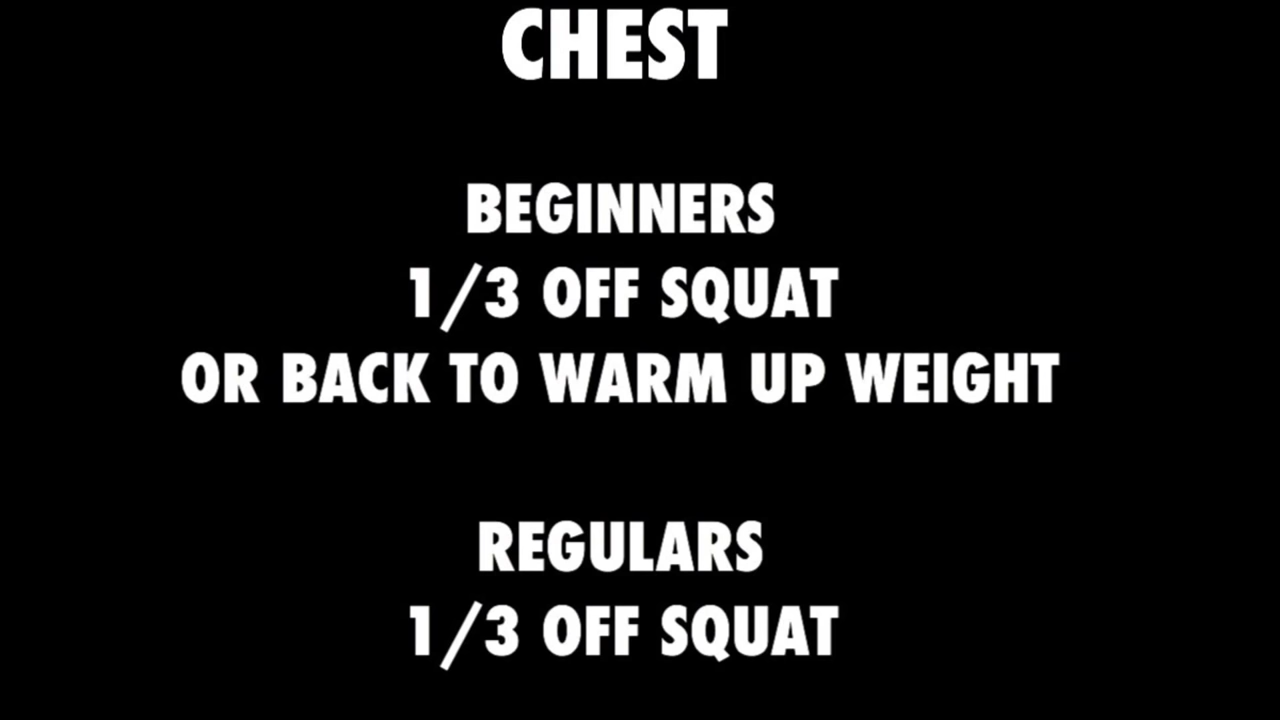 CHEST
BEGINNERS
1/3 OFF SQUAT
OR BACK TO WARM UP WEIGHT
REGULARS
1/3 OFF SQUAT